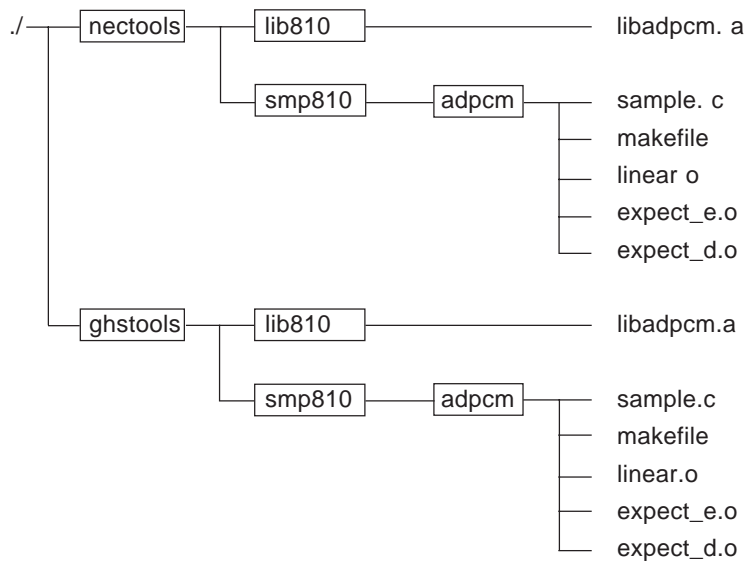 ./ nectools lib810 libadpcm. a
smp810 adpcm sample. c
makefile
linear o
expect_e.o
expect_d.o
ghstools lib810 libadpcm.a
smp810 adpcm sample.c
makefile
linear.o
expect_e.o
expect_d.o